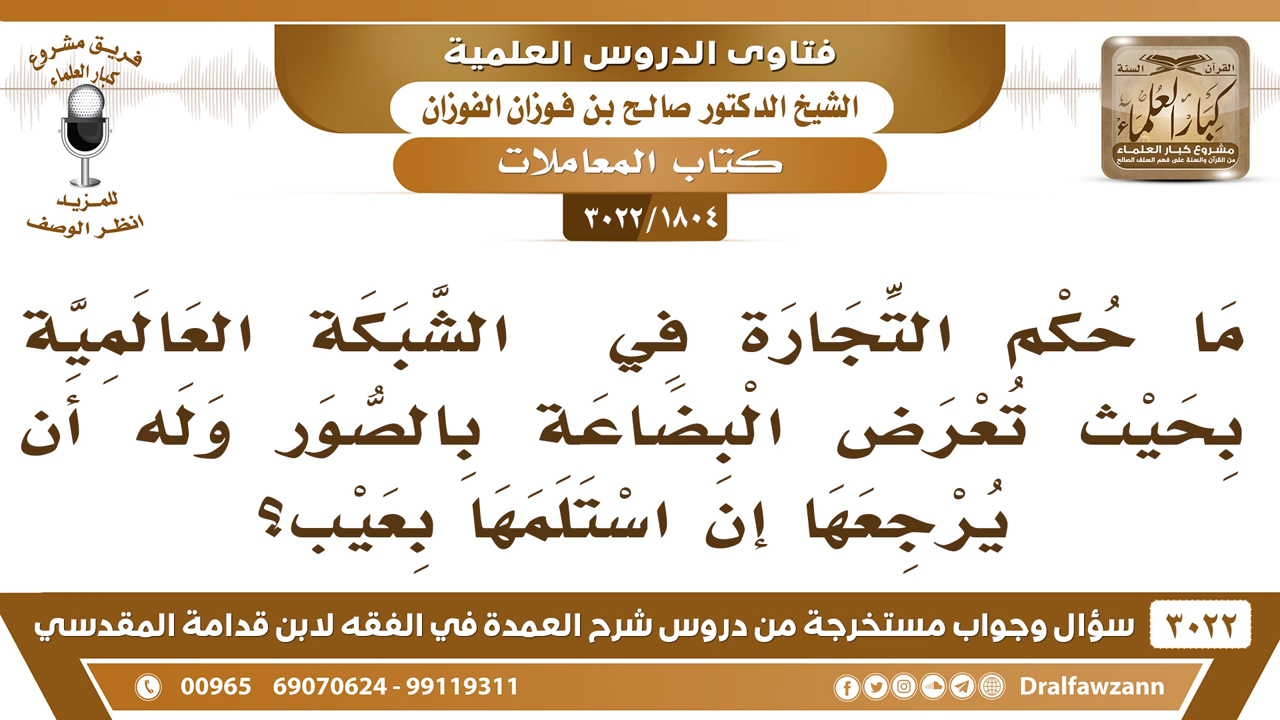 فتاوى الدروس العلمية
الشيخ الدكتور صالح بن فوزان الفوزان
كتاب المعاملات
٣٠٢٢/١٨٠٤
فريق مشروع
كبار العلماء
للمزيد
انظر الوصف
القرآن السنة
كبار العلماء
مشروع كبار العلماء
من القرآن والسنة على فهم السلف الصالح
مَا حُكْم التِّجَارَة في الشَّبَكَة العَالَمِيَّة
بِحَيْث تُعْرَض الْبِضَاعَة بِالصُّوَر وَلَه أَن
يُرْجِعَهَا إِن اسْتَلَمَهَا بِعَيْب؟
٣٠٢٢ سؤال وجواب مستخرجة من دروس شرح العمدة في الفقه لابن قدامة المقدسي
00965 69070624 - 99119311
Dralfawzann